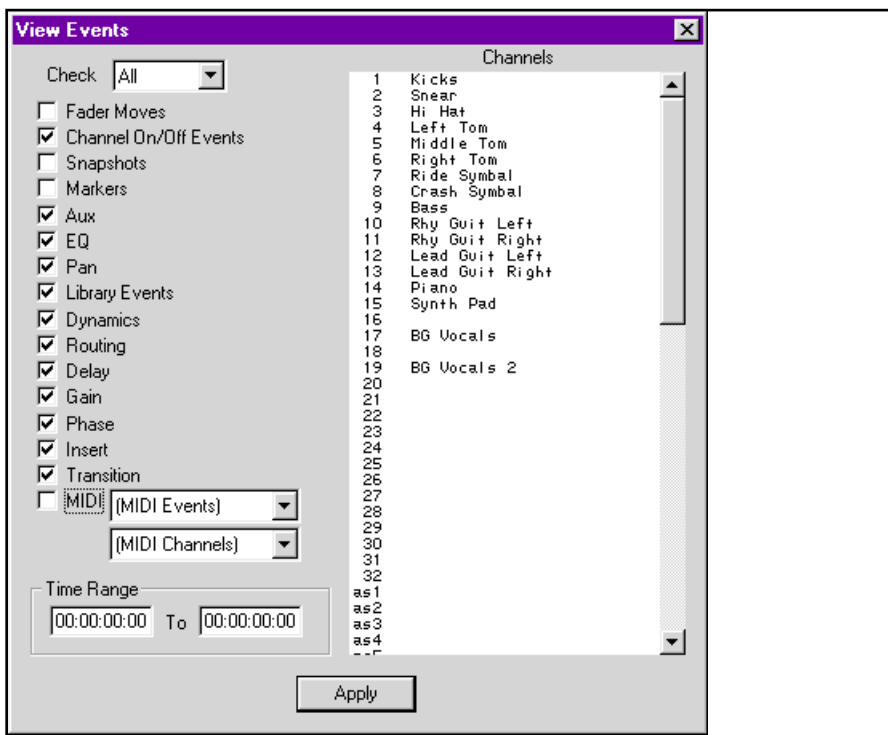 View Events
Check All
Fader Moves
Channel On/Off Events
Snapshots
Markers
Aux
EQ
Pan
Library Events
Dynamics
Routing
Delay
Gain
Phase
Insert
Transition
MIDI (MIDI Events)
(MIDI Channels)
Time Range
00:00:00:00 To 00:00:00:00
Channels
1 Kicks
2 Snear
3 Hi Hat
4 Left Tom
5 Middle Tom
6 Right Tom
7 Ride Symbal
8 Crash Symbal
9 Bass
10 Rhy Guit Left
11 Rhy Guit Right
12 Lead Guit Left
13 Lead Guit Right
14 Piano
15 Synth Pad
16
17 BG Vocals
18
19 BG Vocals 2
20
21
22
23
24
25
26
27
28
29
30
31
32
as1
as2
as3
as4
Apply